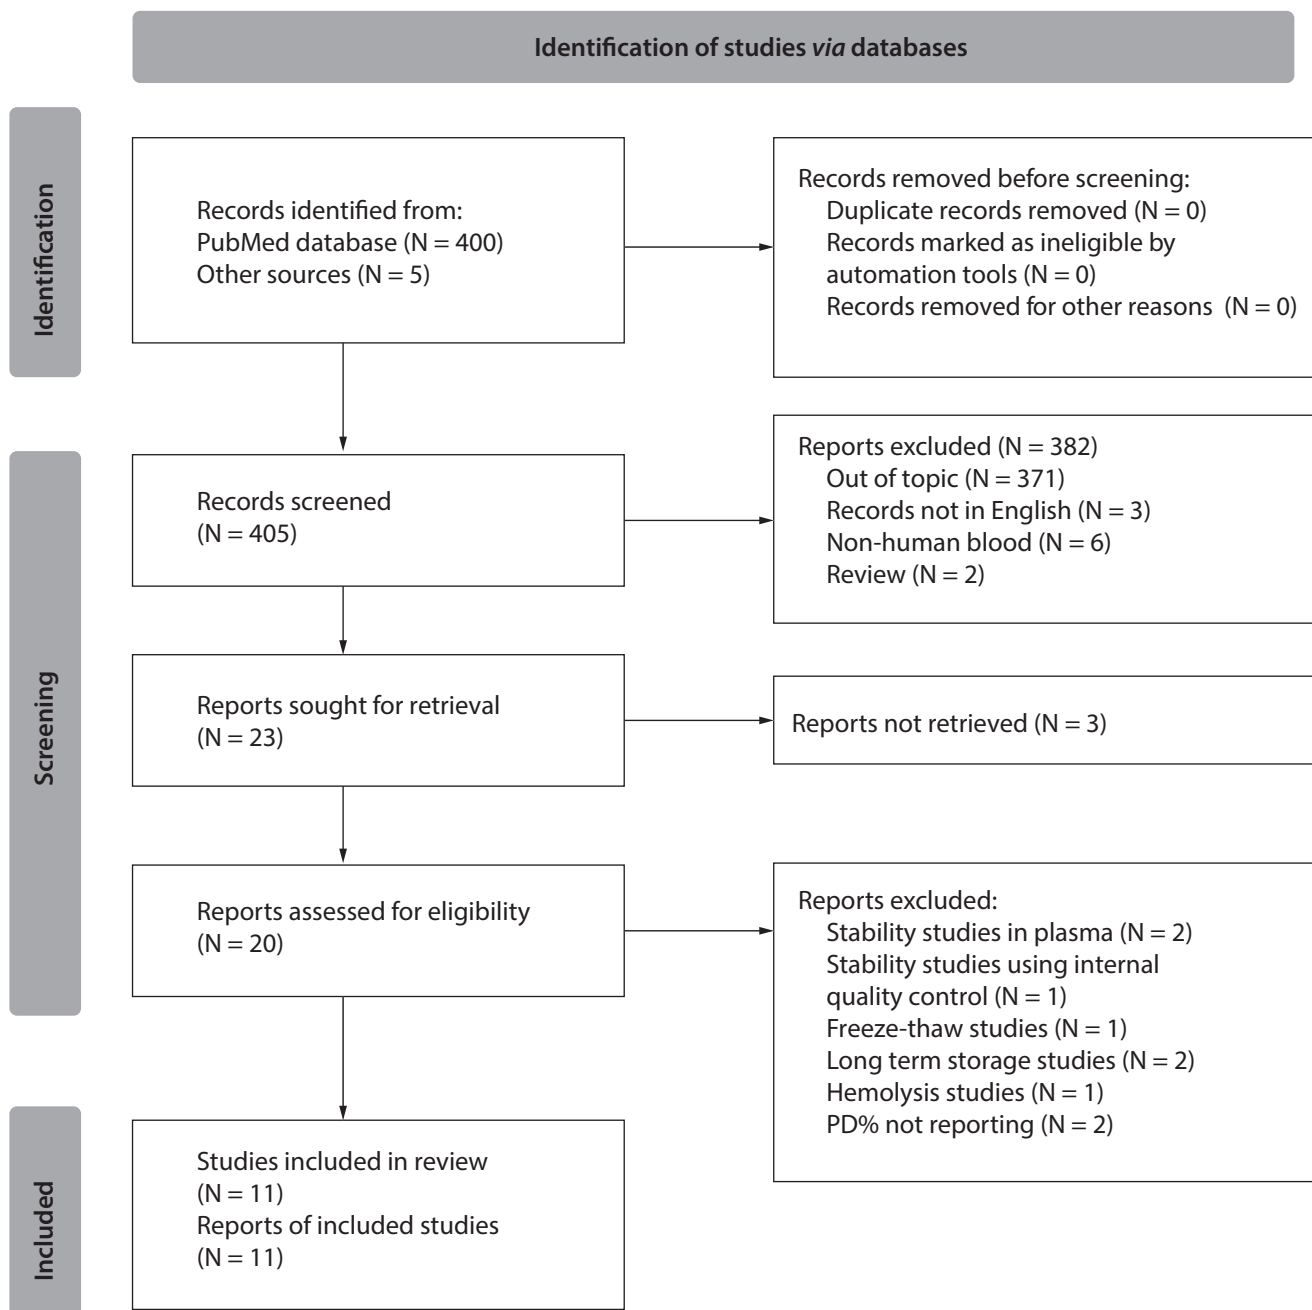 Identification of studies via databases
Identification
Records identified from:
PubMed database (N = 400)
Other sources (N = 5)
Records removed before screening:
Duplicate records removed (N = 0)
Records marked as ineligible by
automation tools (N = 0)
Records removed for other reasons (N = 0)
Screening
Records screened
(N = 405)
Reports excluded (N = 382)
Out of topic (N = 371)
Records not in English (N = 3)
Non-human blood (N = 6)
Review (N = 2)
Reports sought for retrieval
(N = 23)
Reports not retrieved (N = 3)
Reports assessed for eligibility
(N = 20)
Reports excluded:
Stability studies in plasma (N = 2)
Stability studies using internal
quality control (N = 1)
Freeze-thaw studies (N = 1)
Long term storage studies (N = 2)
Hemolysis studies (N = 1)
PD% not reporting (N = 2)
Included
Studies included in review
(N = 11)
Reports of included studies
(N = 11)